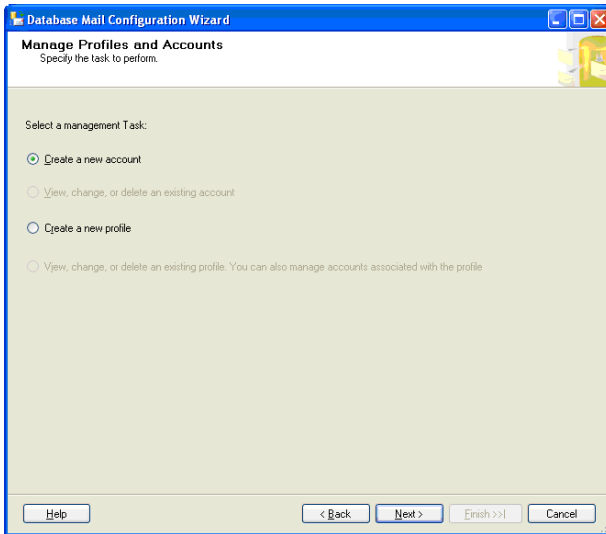 Database Mail Configuration Wizard
Manage Profiles and Accounts
Specify the task to perform.
Select a management Task:
Create a new account
View, change, or delete an existing account
Create a new profile
View, change, or delete an existing profile. You can also manage accounts associated with the profile
Help
< Back
Next >
Finish >>|
Cancel